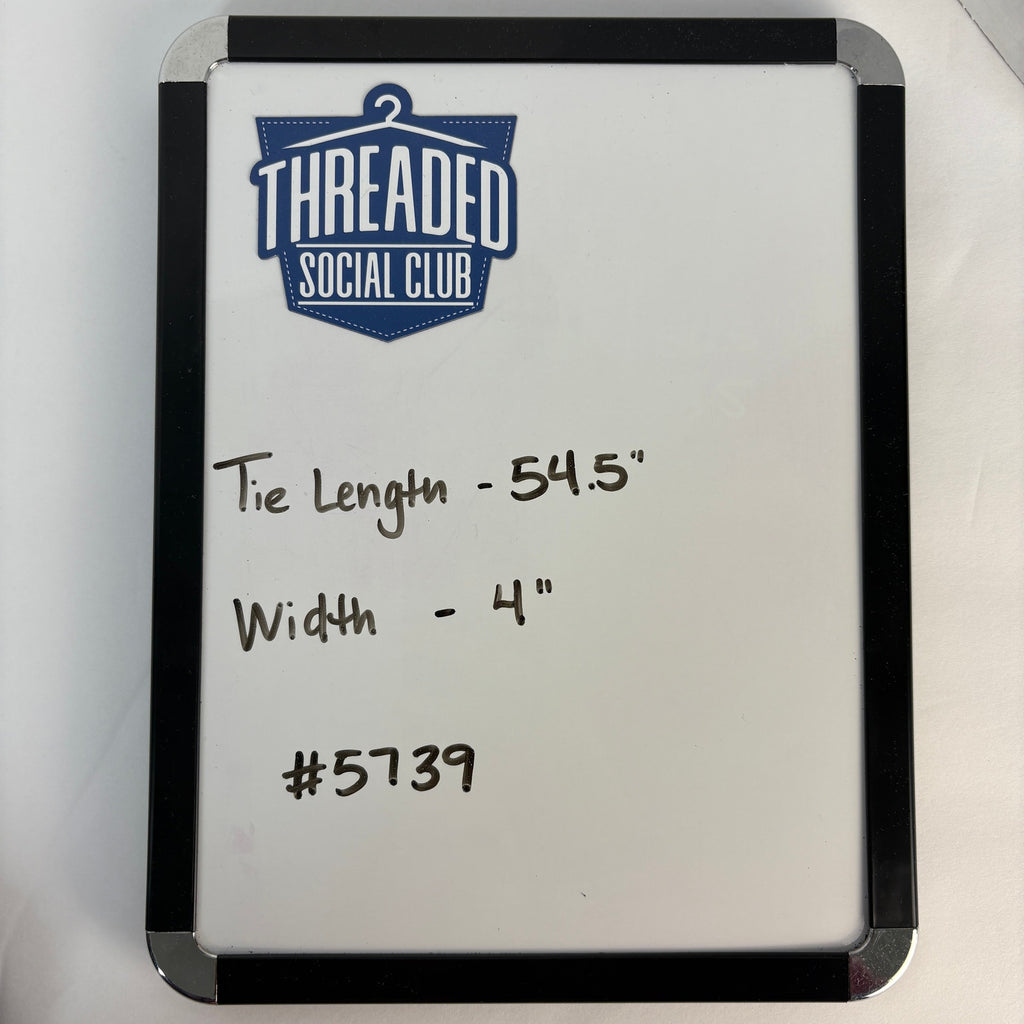 THREADED
SOCIAL CLUB
Tie Length - 54.5"
Width - 4"
#5739